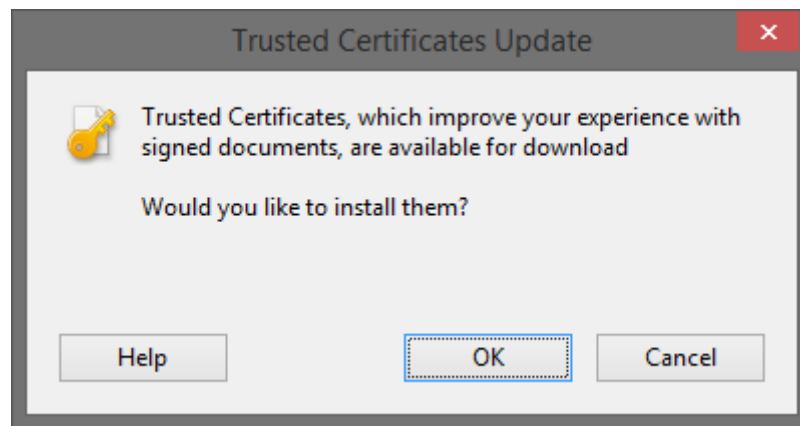 Trusted Certificates Update
Trusted Certificates, which improve your experience with
signed documents, are available for download
Would you like to install them?
Help
OK
Cancel